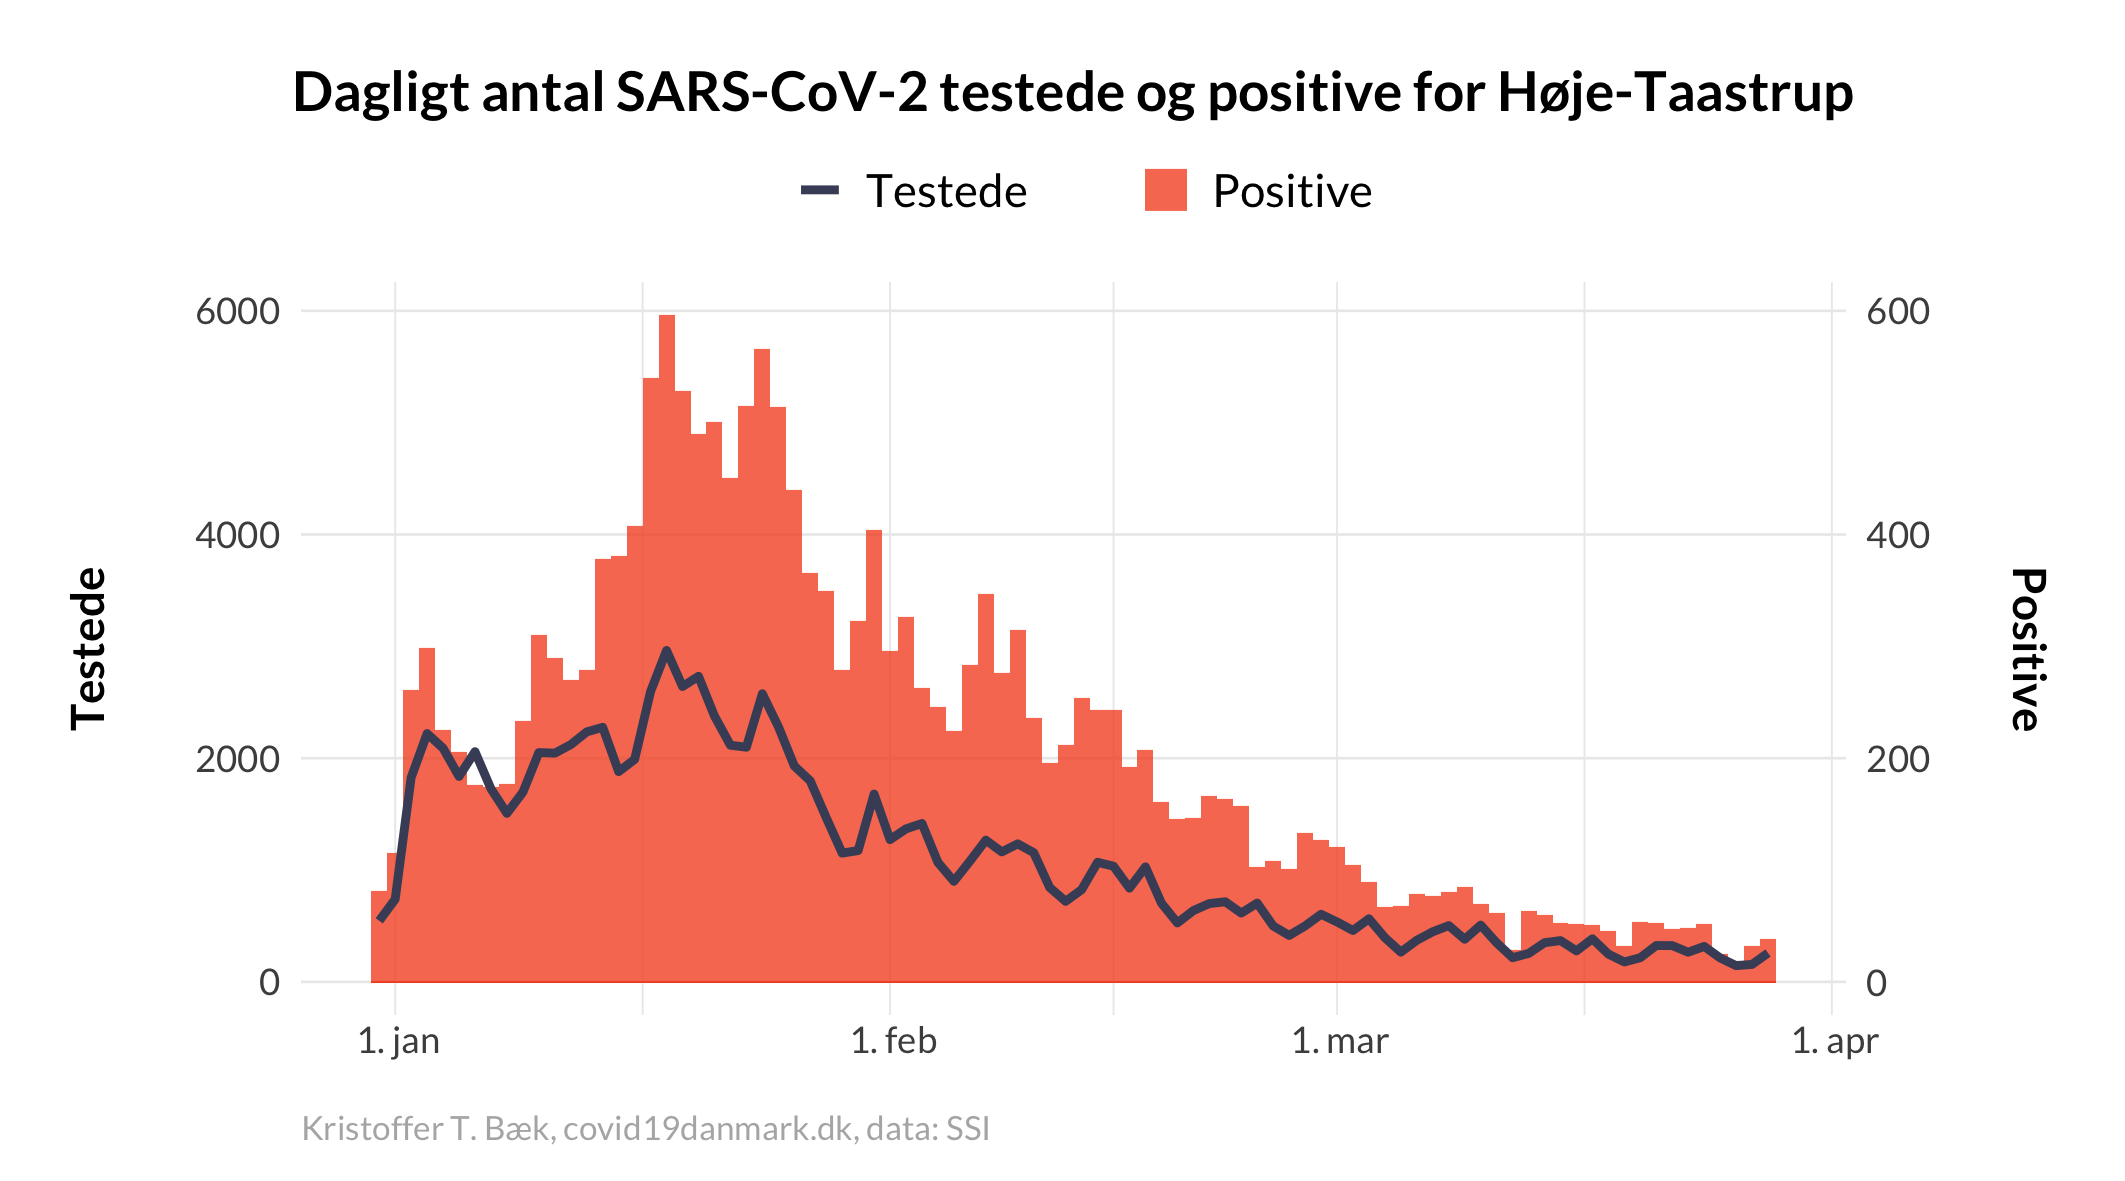 Dagligt antal SARS-CoV-2 testede og positive for Høje-Taastrup
Testede
Positive
6000
4000
2000
0
600
400
200
0
Testede
Positive
1. jan
1. feb
1. mar
1. apr
Kristoffer T. Bæk, covid19danmark.dk, data: SSI